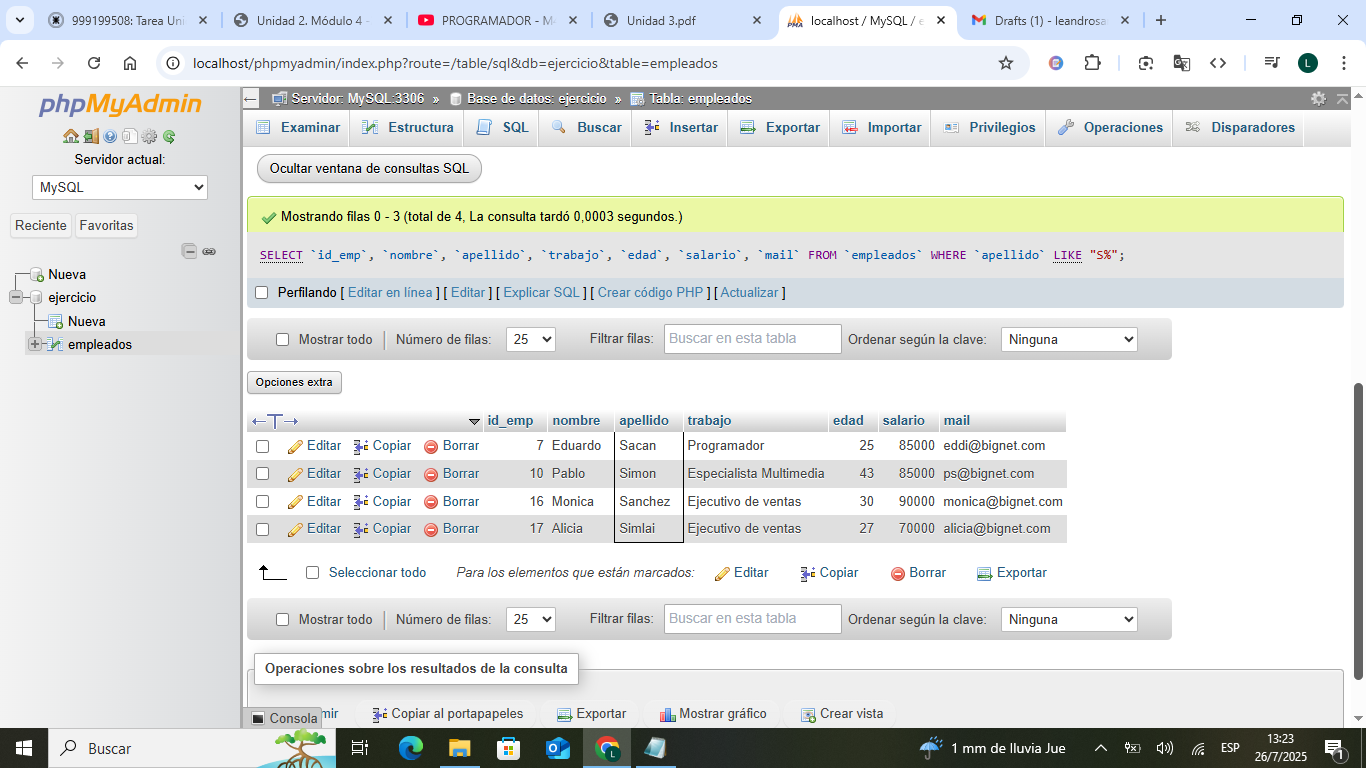 999199508: Tarea Uni
Unidad 2. Módulo 4 -
PROGRAMADOR - M
Unidad 3.pdf
localhost / MySQL / e
Drafts (1) - leandrosa
localhost/phpmyadmin/index.php?route=/table/sql&db=ejercicio&table=empleados
L
phpMyAdmin
Servidor actual:
MySQL
Reciente Favoritas
Nueva
ejercicio
Nueva
empleados
Servidor: MySQL:3306 » Base de datos: ejercicio » Tabla: empleados
Examinar Estructura SQL Buscar Insertar Exportar Importar Privilegios Operaciones Disparadores
Ocultar ventana de consultas SQL
Mostrando filas 0 - 3 (total de 4, La consulta tardó 0,0003 segundos.)
SELECT `id_emp`, `nombre`, `apellido`, `trabajo`, `edad`, `salario`, `mail` FROM `empleados` WHERE `apellido` LIKE "S%";
Perfilando [ Editar en línea ] [ Editar ] [ Explicar SQL ] [ Crear código PHP ] [ Actualizar ]
Mostrar todo Número de filas: 25 Filtrar filas: Buscar en esta tabla Ordenar según la clave: Ninguna
Opciones extra
id_emp nombre apellido trabajo edad salario mail
Editar Copiar Borrar 7 Eduardo Sacan Programador 25 85000 eddi@bignet.com
Editar Copiar Borrar 10 Pablo Simon Especialista Multimedia 43 85000 ps@bignet.com
Editar Copiar Borrar 16 Monica Sanchez Ejecutivo de ventas 30 90000 monica@bignet.com
Editar Copiar Borrar 17 Alicia Simlai Ejecutivo de ventas 27 70000 alicia@bignet.com
Seleccionar todo Para los elementos que están marcados: Editar Copiar Borrar Exportar
Mostrar todo Número de filas: 25 Filtrar filas: Buscar en esta tabla Ordenar según la clave: Ninguna
Operaciones sobre los resultados de la consulta
mir Copiar al portapapeles Exportar Mostrar gráfico Crear vista
Consola
Buscar
1 mm de lluvia Jue
ESP
13:23
26/7/2025
1